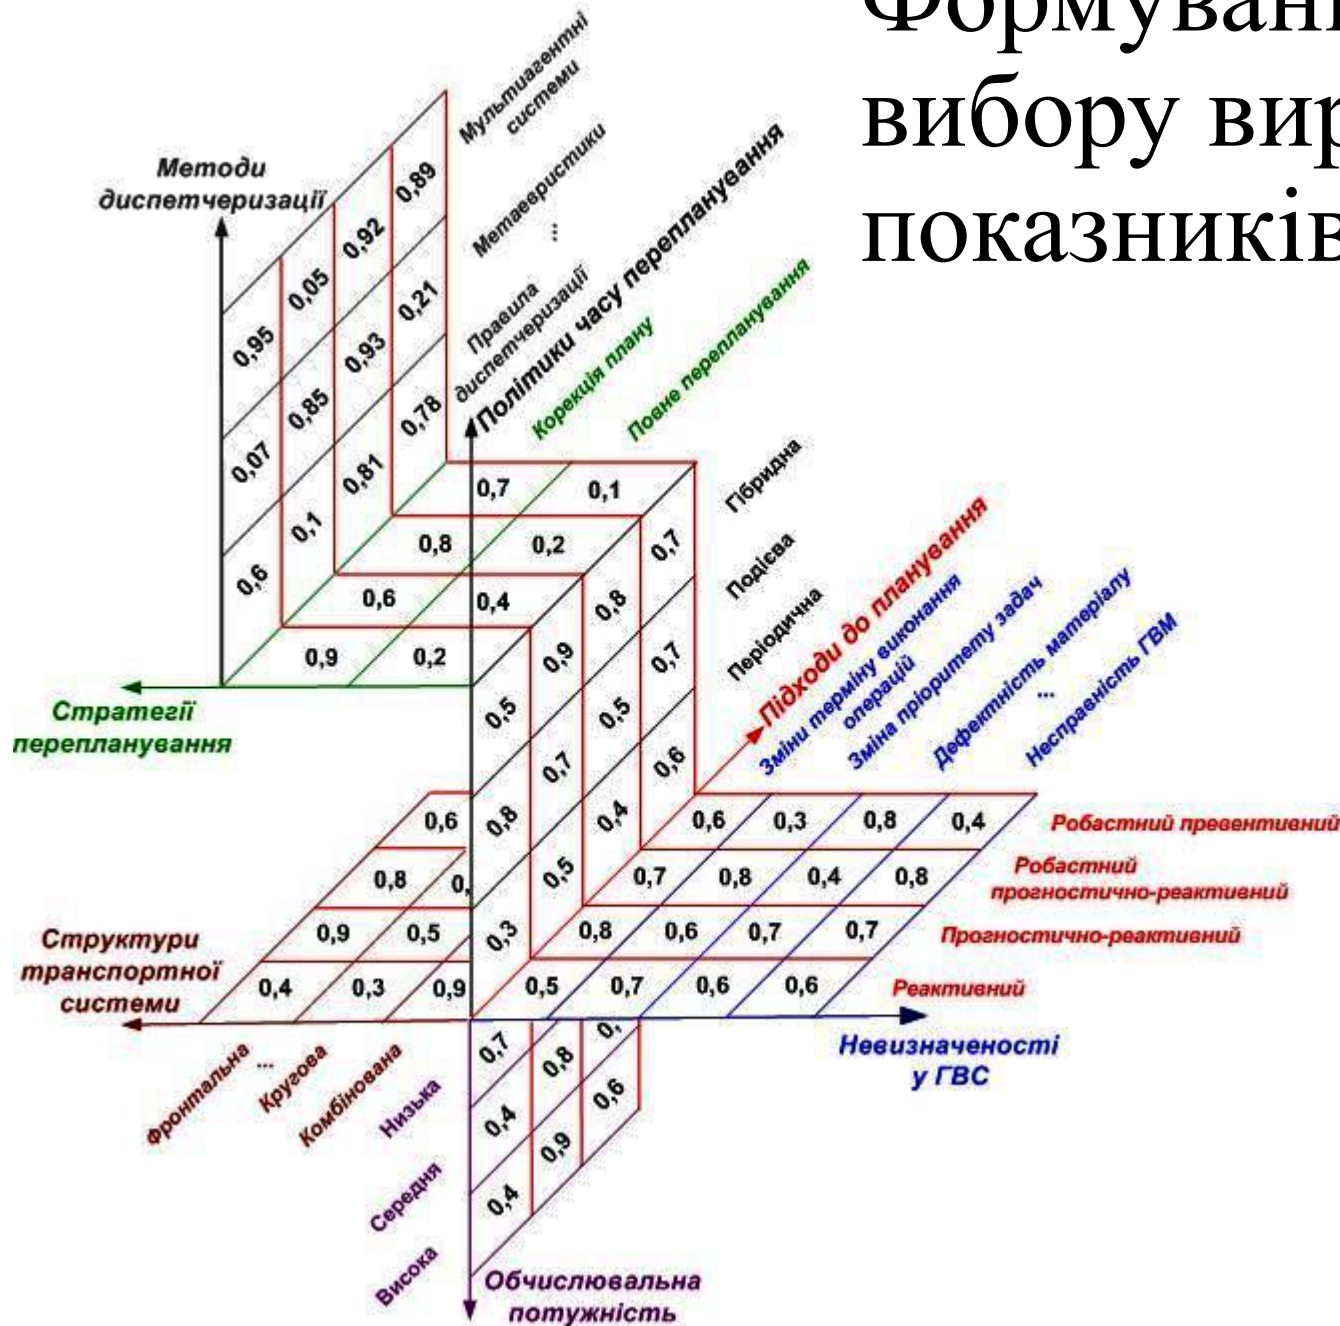 вибору
показників
Мультиагентні
системи
Метаевристики
...
Правила
диспетчеризації
Методи
диспетчеризації
Політики часу перепланування
Корекція плану
Повне перепланування
0,95
0,05
0,92
0,89
0,07
0,85
0,93
0,21
0,6
0,1
0,81
0,78
0,7 0,1
0,8 0,2
0,6 0,4
0,9 0,2
Стратегії
перепланування
Гібридна
Подієва
Періодична
0,5 0,9 0,8 0,7
0,8 0,7 0,5 0,7
0,3 0,5 0,4 0,6
Підходи до планування
Зміни терміну виконання
операцій
Зміна пріоритету задач
Дефектність матеріалу
...
Несправність ГВМ
0,6 0,3 0,8 0,4
Робастний превентивний
0,7 0,8 0,4 0,8
Робастний
прогностично-реактивний
0,8 0,6 0,7 0,7
Прогностично-реактивний
0,5 0,7 0,6 0,6
Реактивний
Невизначеності
у ГВС
0,6
0,8 0,
0,9 0,5
0,4 0,3 0,9
Структури
транспортної
системи
Фронтальна
...
Кругова
Комбінована
Низька
Середня
Висока
0,7 0,8 0,
0,4 0,9 0,6
0,4
Обчислювальна
потужність